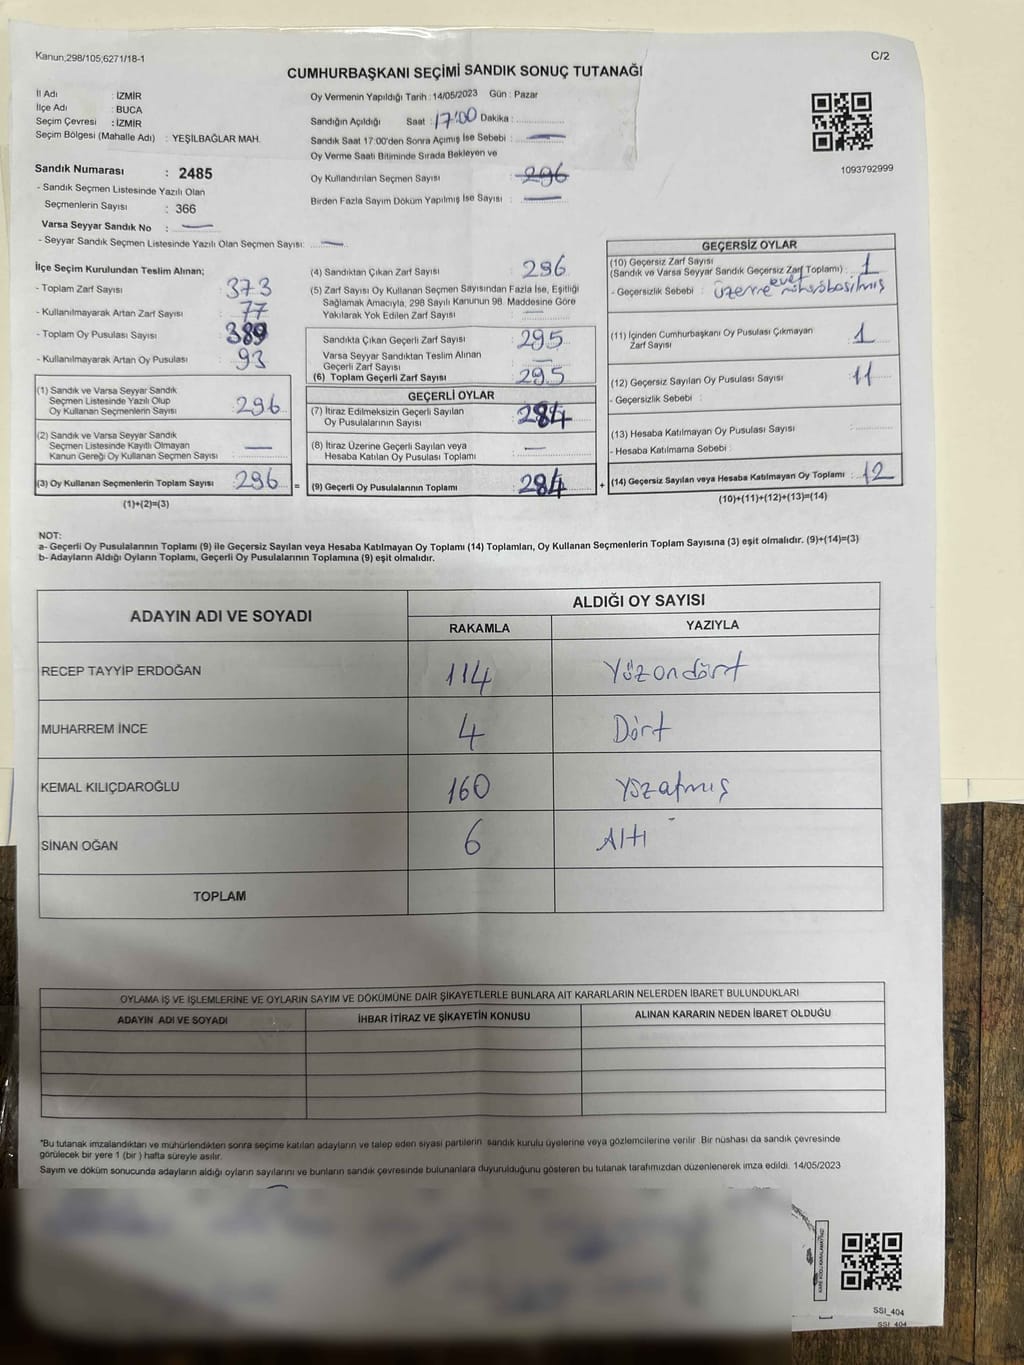 Kanun;298/105;6271/18-1
C/2
CUMHURBAŞKANI SEÇİMİ SANDIK SONUÇ TUTANAĞI
İl Adı : İZMİR
İlçe Adı : BUCA
Seçim Çevresi : İZMİR
Seçim Bölgesi (Mahalle Adı) : YEŞİLBAĞLAR MAH.
Sandık Numarası : 2485
- Sandık Seçmen Listesinde Yazılı Olan
Seçmenlerin Sayısı : 366
Varsa Seyyar Sandık No : —
- Seyyar Sandık Seçmen Listesinde Yazılı Olan Seçmen Sayısı: —
Oy Vermenin Yapıldığı Tarih : 14/05/2023 Gün : Pazar
Sandığın Açıldığı Saat : 17:00 Dakika :
Sandık Saat 17:00'den Sonra Açımış İse Sebebi : —
Oy Verme Saati Bitiminde Sırada Bekleyen ve
Oy Kullandırılan Seçmen Sayısı : 296
Birden Fazla Sayım Döküm Yapılmış İse Sayısı : —
1093792999
İlçe Seçim Kurulundan Teslim Alınan;
- Toplam Zarf Sayısı : 373
- Kullanılmayarak Artan Zarf Sayısı : 77
- Toplam Oy Pusulası Sayısı : 389
- Kullanılmayarak Artan Oy Pusulası : 93
(1) Sandık ve Varsa Seyyar Sandık
Seçmen Listesinde Yazılı Olup
Oy Kullanan Seçmenlerin Sayısı : 296
(2) Sandık ve Varsa Seyyar Sandık
Seçmen Listesinde Kayıtlı Olmayan
Kanun Gereği Oy Kullanan Seçmen Sayısı : —
(3) Oy Kullanan Seçmenlerin Toplam Sayısı : 296 =
(1)+(2)=(3)
(4) Sandıktan Çıkan Zarf Sayısı : 296
(5) Zarf Sayısı Oy Kullanan Seçmen Sayısından Fazla İse, Eşitliği
Sağlamak Amacıyla, 298 Sayılı Kanunun 98. Maddesine Göre
Yakılarak Yok Edilen Zarf Sayısı : —
Sandıkta Çıkan Geçerli Zarf Sayısı : 295
Varsa Seyyar Sandıktan Teslim Alınan
Geçerli Zarf Sayısı : —
(6) Toplam Geçerli Zarf Sayısı : 295
GEÇERLİ OYLAR
(7) İtiraz Edilmeksizin Geçerli Sayılan
Oy Pusulalarının Sayısı : 284
(8) İtiraz Üzerine Geçerli Sayılan veya
Hesaba Katılan Oy Pusulası Toplamı : —
(9) Geçerli Oy Pusulalarının Toplamı : 284 +
GEÇERSİZ OYLAR
(10) Geçersiz Zarf Sayısı
(Sandık ve Varsa Seyyar Sandık Geçersiz Zarf Toplamı) : 1
- Geçersizlik Sebebi : üzerine evet mührü basılmış
(11) İçinden Cumhurbaşkanı Oy Pusulası Çıkmayan
Zarf Sayısı : 1
(12) Geçersiz Sayılan Oy Pusulası Sayısı : 11
- Geçersizlik Sebebi :
(13) Hesaba Katılmayan Oy Pusulası Sayısı :
- Hesaba Katılmama Sebebi :
(14) Geçersiz Sayılan veya Hesaba Katılmayan Oy Toplamı : 12
(10)+(11)+(12)+(13)=(14)
NOT:
a- Geçerli Oy Pusulalarının Toplamı (9) ile Geçersiz Sayılan veya Hesaba Katılmayan Oy Toplamı (14) Toplamları, Oy Kullanan Seçmenlerin Toplam Sayısına (3) eşit olmalıdır. (9)+(14)=(3)
b- Adayların Aldığı Oyların Toplamı, Geçerli Oy Pusulalarının Toplamına (9) eşit olmalıdır.
ADAYIN ADI VE SOYADI
ALDIĞI OY SAYISI
RAKAMLA YAZIYLA
RECEP TAYYİP ERDOĞAN 114 Yüzondört
MUHARREM İNCE 4 Dört
KEMAL KILIÇDAROĞLU 160 Yüzatmış
SİNAN OĞAN 6 Altı
TOPLAM
OYLAMA İŞ VE İŞLEMLERİNE VE OYLARIN SAYIM VE DÖKÜMÜNE DAİR ŞİKAYETLERLE BUNLARA AİT KARARLARIN NELERDEN İBARET BULUNDUKLARI
ADAYIN ADI VE SOYADI İHBAR İTİRAZ VE ŞİKAYETİN KONUSU ALINAN KARARIN NEDEN İBARET OLDUĞU
*Bu tutanak imzalandıktan ve mühürlendikten sonra seçime katılan adayların ve talep eden siyasi partilerin sandık kurulu üyelerine veya gözlemcilerine verilir. Bir nüshası da sandık çevresinde
görülecek bir yere 1 (bir) hafta süreyle asılır.
Sayım ve döküm sonucunda adayların aldığı oyların sayılarını ve bunların sandık çevresinde bulunanlara duyurulduğunu gösteren bu tutanak tarafımızdan düzenlenerek imza edildi. 14/05/2023
SSI_404
SSI_404